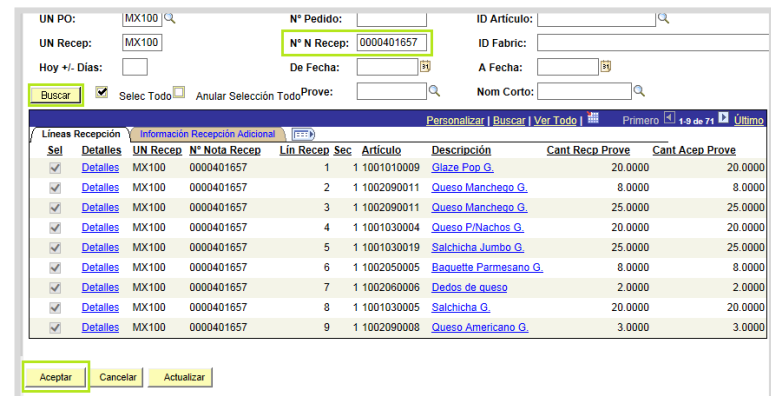 UN PO: MX100 Nº Pedido: ID Artículo:
UN Recep: MX100 Nº N Recep: 0000401657 ID Fabric:
Hoy +/- Días: De Fecha: 31 A Fecha: 31
Buscar Selec Todo Anular Selección Todo Prove: Nom Corto:
Personalizar | Buscar | Ver Todo | Primero 1-9 de 71 Último
Líneas Recepción Información Recepción Adicional
Sel Detalles UN Recep Nº Nota Recep Lín Recep Sec Artículo Descripción Cant Recp Prove Cant Acep Prove
Detalles MX100 0000401657 1 1 1001010009 Glaze Pop G. 20.0000 20.0000
Detalles MX100 0000401657 2 1 1002090011 Queso Manchego G. 8.0000 8.0000
Detalles MX100 0000401657 3 1 1002090011 Queso Manchego G. 25.0000 25.0000
Detalles MX100 0000401657 4 1 1001030004 Queso P/Nachos G. 20.0000 20.0000
Detalles MX100 0000401657 5 1 1001030019 Salchicha Jumbo G. 25.0000 25.0000
Detalles MX100 0000401657 6 1 1002050005 Baquette Parmesano G. 8.0000 8.0000
Detalles MX100 0000401657 7 1 1002060006 Dedos de queso 2.0000 2.0000
Detalles MX100 0000401657 8 1 1001030005 Salchicha G. 20.0000 20.0000
Detalles MX100 0000401657 9 1 1002090008 Queso Americano G. 3.0000 3.0000
Aceptar Cancelar Actualizar